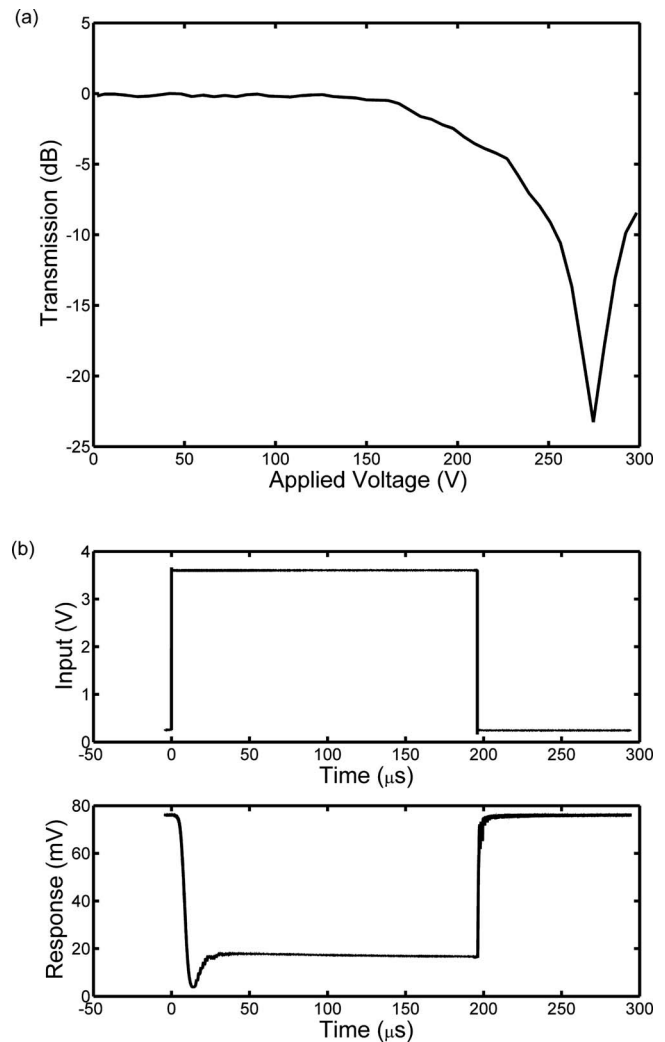 (a)
5
0
-5
-10
-15
-20
-25
Transmission (dB)
0 50 100 150 200 250 300
Applied Voltage (V)
(b)
4
3
2
1
0
Input (V)
-50 0 50 100 150 200 250 300
Time (μs)
80
60
40
20
0
Response (mV)
-50 0 50 100 150 200 250 300
Time (μs)